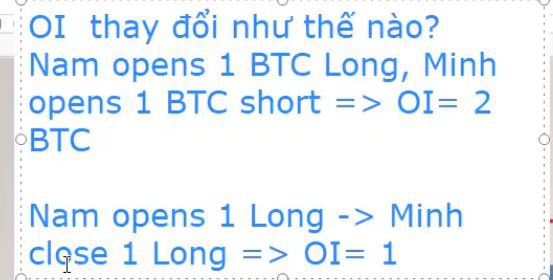 OI thay đổi như thế nào?
Nam opens 1 BTC Long, Minh
opens 1 BTC short => OI= 2
BTC
Nam opens 1 Long -> Minh
close 1 Long => OI= 1